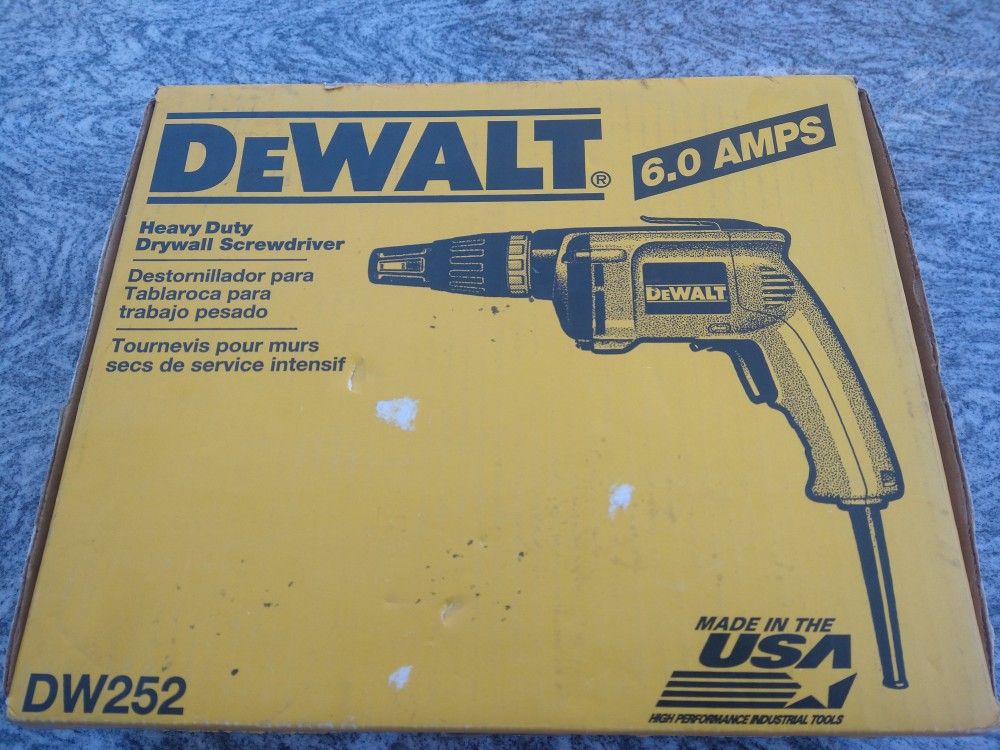 DEWALT®
6.0 AMPS
Heavy Duty
Drywall Screwdriver
Destornillador para
Tablaroca para
trabajo pesado
Tournevis pour murs
secs de service intensif
DEWALT
MADE IN THE
USA
HIGH PERFORMANCE INDUSTRIAL TOOLS
DW252